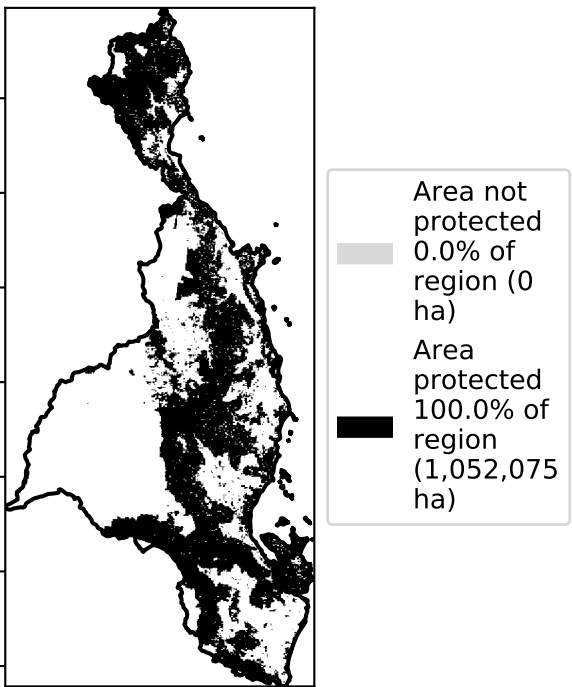 Area not
protected
0.0% of
region (0
ha)
Area
protected
100.0% of
region
(1,052,075
ha)